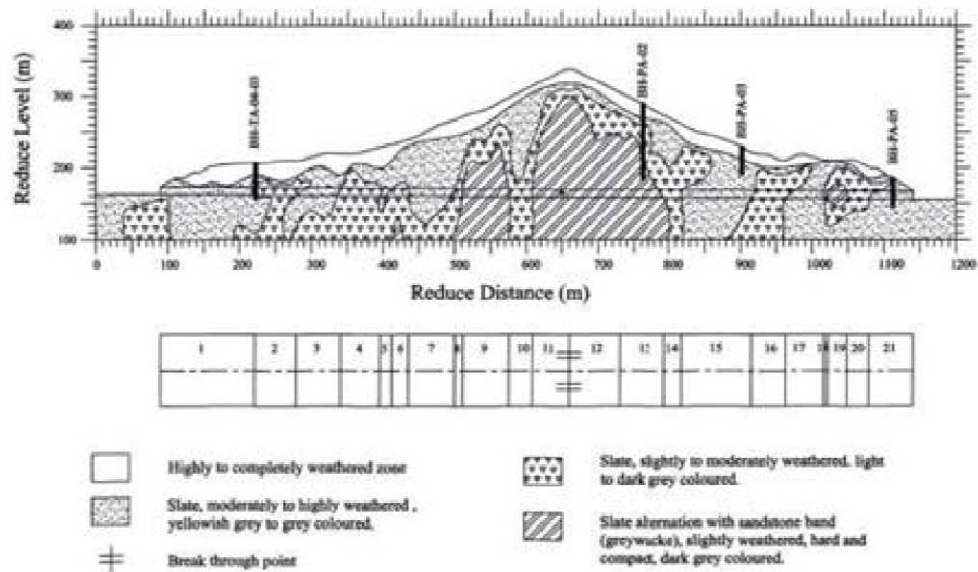 400
300
200
100
Reduce Level (m)
BH-TA-04-03
BH-PA-02
BH-PA-03
BH-PA-05
0 100 200 300 400 500 600 700 800 900 1000 1100 1200
Reduce Distance (m)
1 2 3 4 5 6 7 8 9 10 11 12 12 14 15 16 17 18 19 20 21
Highly to completely weathered zone
Slate, moderately to highly weathered ,
yellowish grey to grey coloured.
Break through point
Slate, slightly to moderately weathered, light
to dark grey coloured.
Slate alternation with sandstone band
(greywacke), slightly weathered, hard and
compact, dark grey coloured.